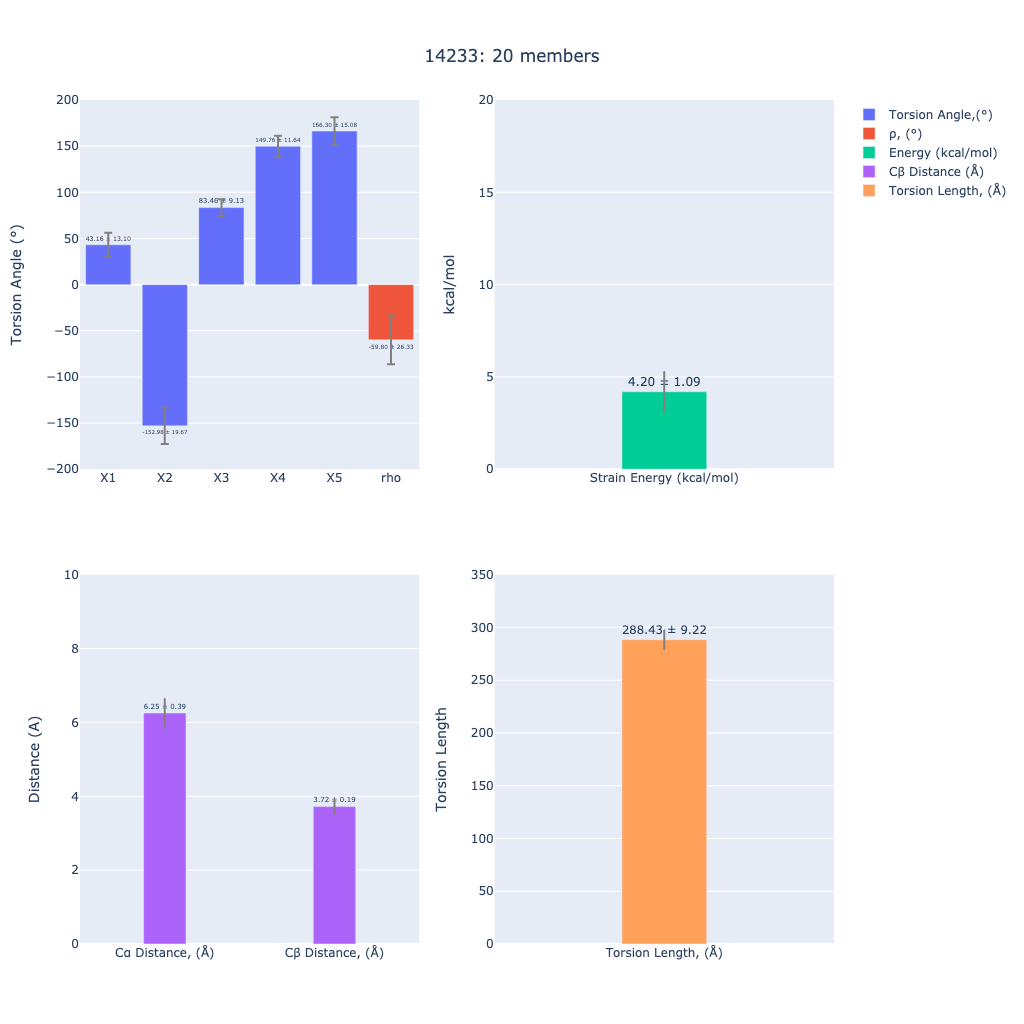 14233: 20 members
Torsion Angle (°)
200
150
100
50
0
−50
−100
−150
−200
43.16 ± 13.10
-152.98 ± 19.67
83.46 ± 9.13
149.76 ± 11.64
166.30 ± 15.08
-59.80 ± 26.33
X1
X2
X3
X4
X5
rho
kcal/mol
20
15
10
5
0
4.20 ± 1.09
Strain Energy (kcal/mol)
Torsion Angle,(°)
ρ, (°)
Energy (kcal/mol)
Cβ Distance (Å)
Torsion Length, (Å)
Distance (A)
10
8
6
4
2
0
6.25 ± 0.39
3.72 ± 0.19
Cα Distance, (Å)
Cβ Distance, (Å)
Torsion Length
350
300
250
200
150
100
50
0
288.43 ± 9.22
Torsion Length, (Å)